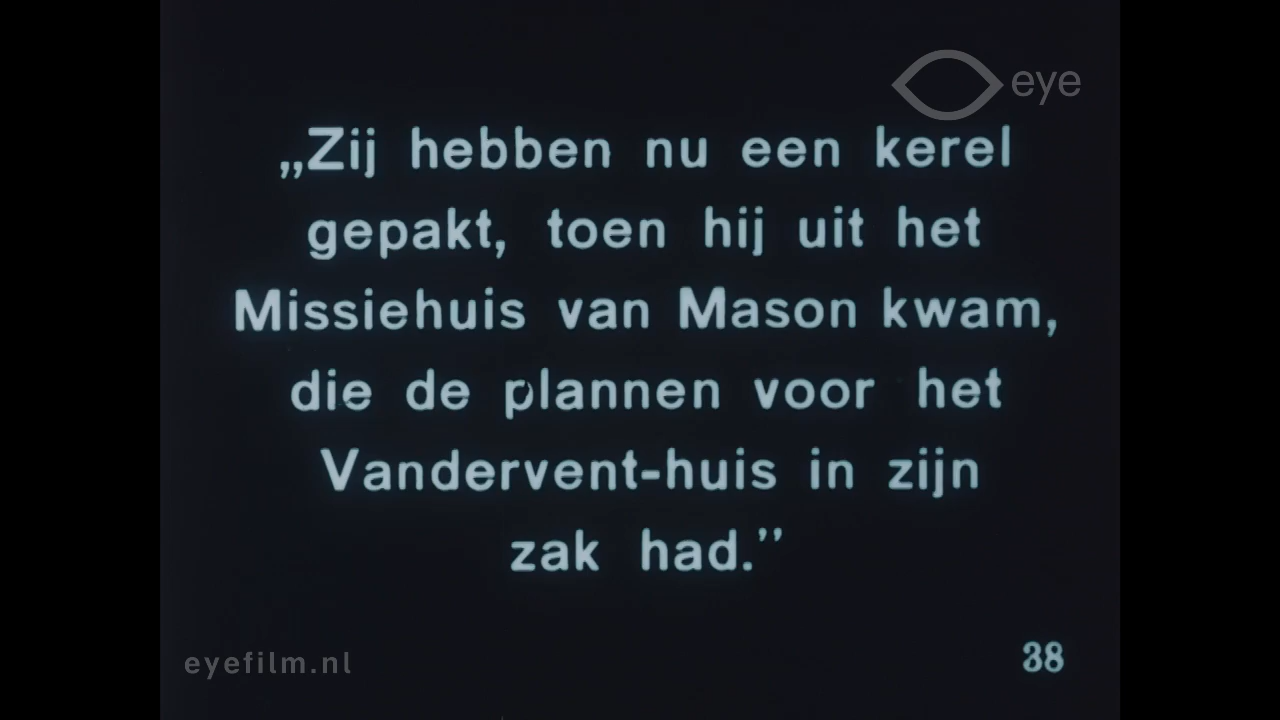 eye
„Zij hebben nu een kerel
gepakt, toen hij uit het
Missiehuis van Mason kwam,
die de plannen voor het
Vandervent-huis in zijn
zak had.”
eyefilm.nl
38